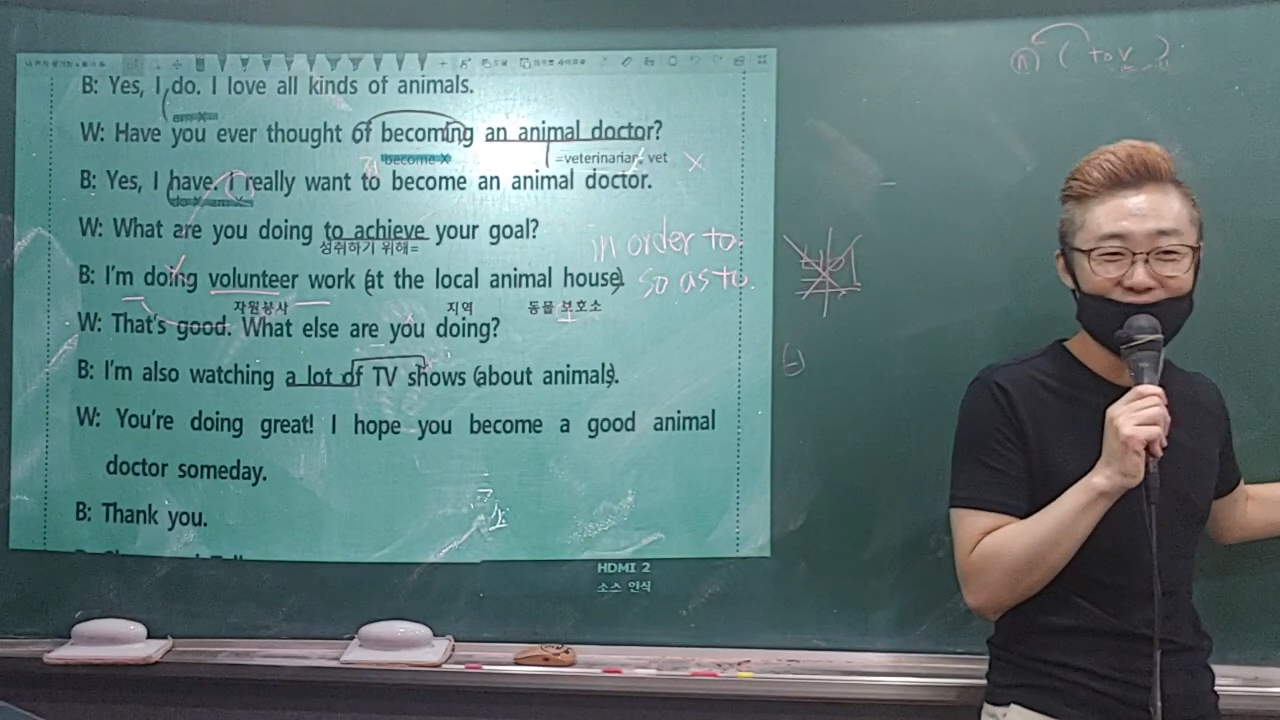 B: Yes, I do. I love all kinds of animals.
am X
W: Have you ever thought of becoming an animal doctor?
become X
=veterinarian, vet
B: Yes, I have. I really want to become an animal doctor.
do X, am X
W: What are you doing to achieve your goal?
성취하기 위해=
in order to
B: I'm doing volunteer work (at the local animal house).
so as to.
자원봉사 지역 동물 보호소
W: That's good. What else are you doing?
B: I'm also watching a lot of TV shows (about animals).
W: You're doing great! I hope you become a good animal
doctor someday.
B: Thank you.
HDMI 2
소스 인식
n ( to v )